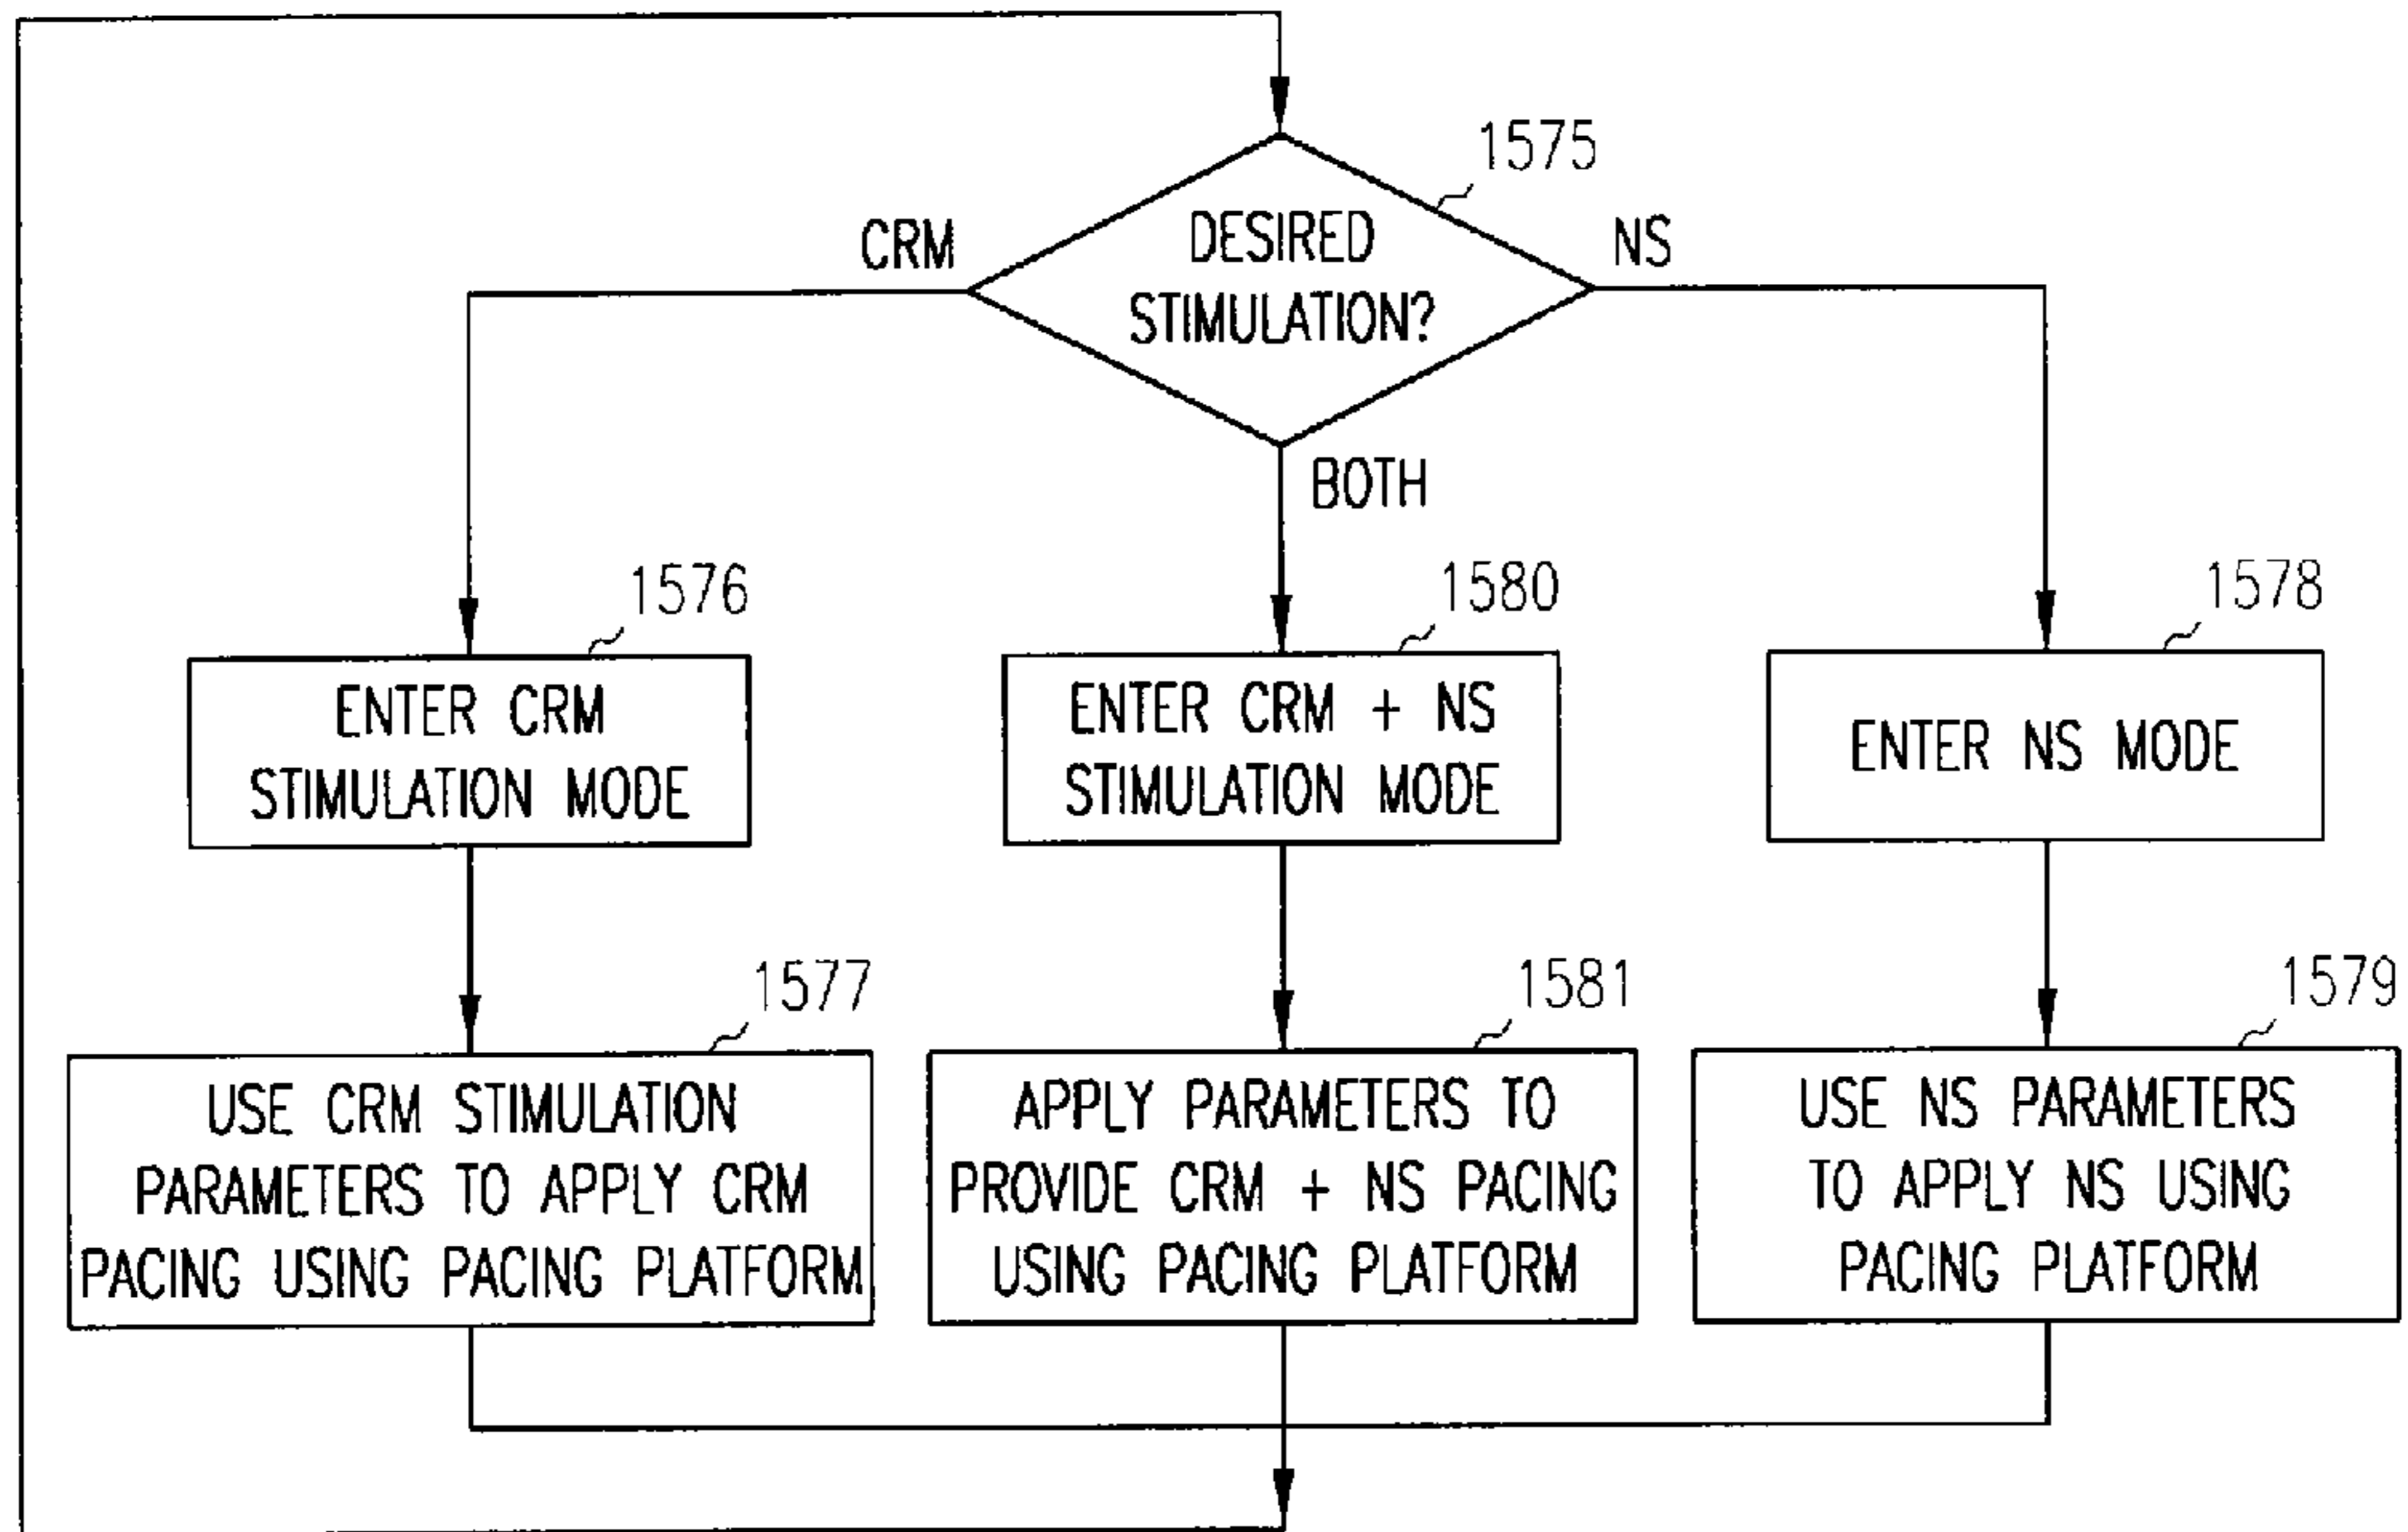 1575
DESIRED
STIMULATION?
CRM
NS
BOTH
1576
ENTER CRM
STIMULATION MODE
1580
ENTER CRM + NS
STIMULATION MODE
1578
ENTER NS MODE
1577
USE CRM STIMULATION
PARAMETERS TO APPLY CRM
PACING USING PACING PLATFORM
1581
APPLY PARAMETERS TO
PROVIDE CRM + NS PACING
USING PACING PLATFORM
1579
USE NS PARAMETERS
TO APPLY NS USING
PACING PLATFORM